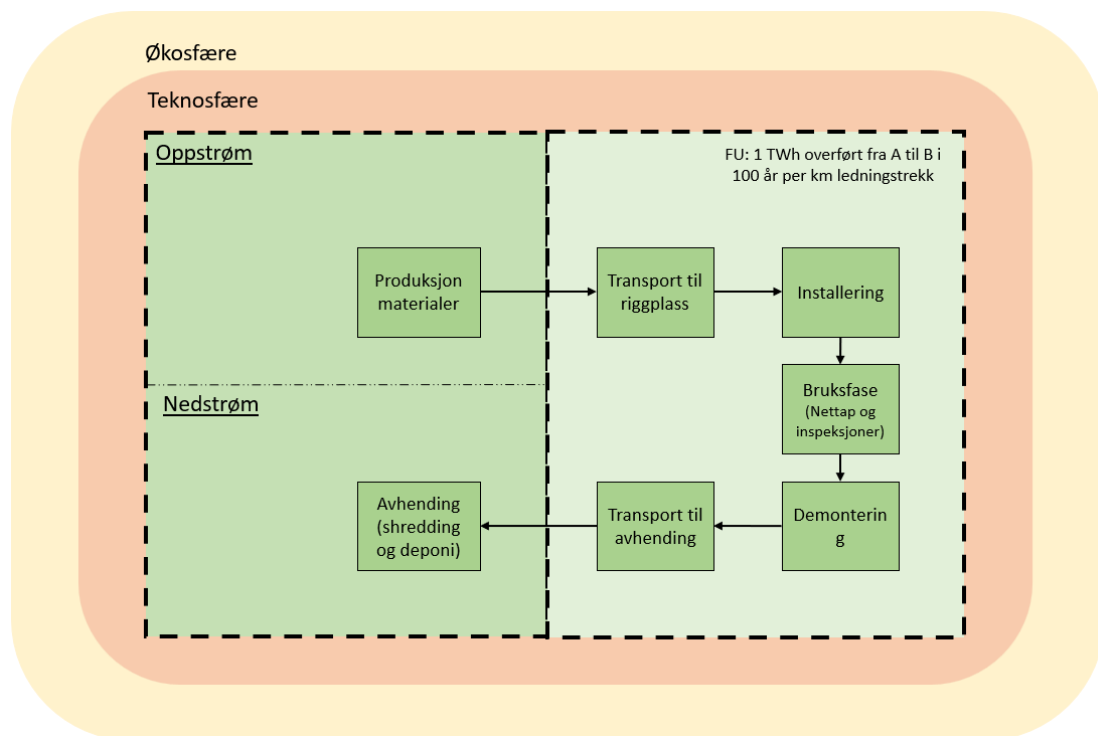 Økosfære
Teknosfære
Oppstrøm
FU: 1 TWh overført fra A til B i
100 år per km ledningstrekk
Produksjon
materialer
Transport til
riggplass
Installering
Bruksfase
(Nettap og
inspeksjoner)
Nedstrøm
Avhending
(shredding
og deponi)
Transport til
avhending
Demonterin
g